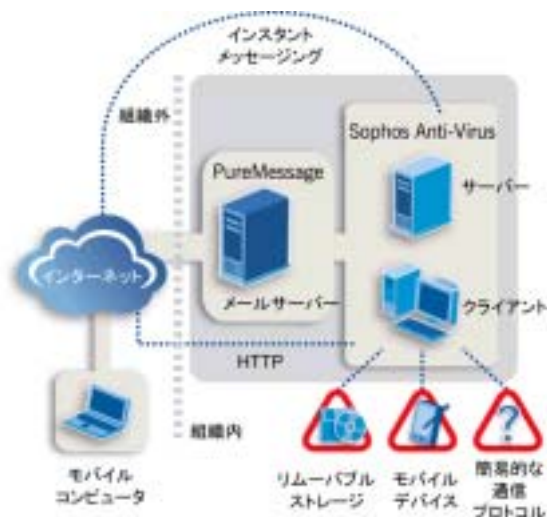 インスタント
メッセージング
組織外
Sophos Anti-Virus
PureMessage
サーバー
インターネット
メールサーバー
クライアント
HTTP
組織内
モバイル
コンピュータ
リムーバブル
ストレージ
モバイル
デバイス
?
簡易的な
通信
プロトコル